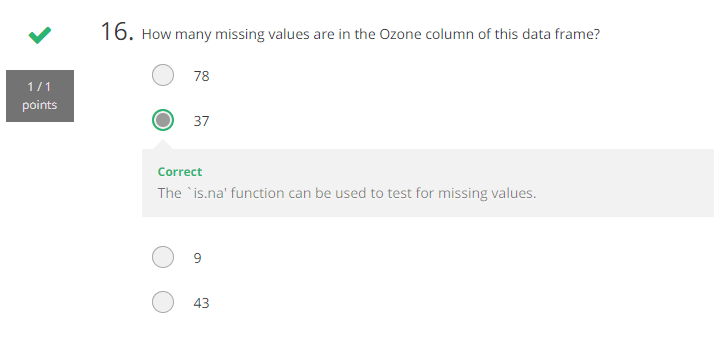 16. How many missing values are in the Ozone column of this data frame?
1 / 1
points
78
37
Correct
The `is.na' function can be used to test for missing values.
9
43